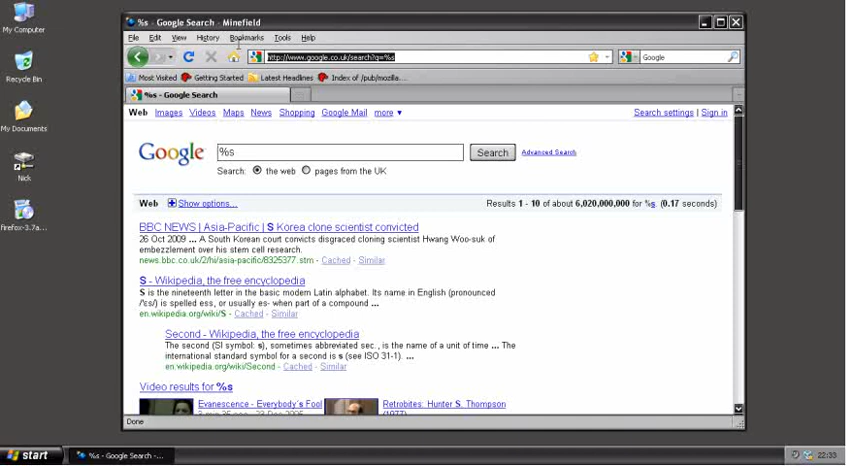 My Computer
Recycle Bin
My Documents
Nick
firefox-3.7a...
%s - Google Search - Minefield
File Edit View History Bookmarks Tools Help
http://www.google.co.uk/search?q=%s
Google
Most Visited Getting Started Latest Headlines Index of /pub/mozilla...
%s - Google Search
Web Images Videos Maps News Shopping Google Mail more ▼
Search settings | Sign in
Google %s Search Advanced Search
Search: the web pages from the UK
Web Show options... Results 1 - 10 of about 6,020,000,000 for %s. (0.17 seconds)
BBC NEWS | Asia-Pacific | S Korea clone scientist convicted
26 Oct 2009 ... A South Korean court convicts disgraced cloning scientist Hwang Woo-suk of
embezzlement over his stem cell research.
news.bbc.co.uk/2/hi/asia-pacific/8325377.stm - Cached - Similar
S - Wikipedia, the free encyclopedia
S is the nineteenth letter in the basic modern Latin alphabet. Its name in English (pronounced
/ˈɛs/) is spelled ess, or usually es- when part of a compound ...
en.wikipedia.org/wiki/S - Cached - Similar
Second - Wikipedia, the free encyclopedia
The second (SI symbol: s), sometimes abbreviated sec., is the name of a unit of time ... The
international standard symbol for a second is s (see ISO 31-1). ...
en.wikipedia.org/wiki/Second - Cached - Similar
Video results for %s
Evanescence - Everybody's Fool
Retrobites: Hunter S. Thompson
(1977)
Done
start
%s - Google Search -...
22:33